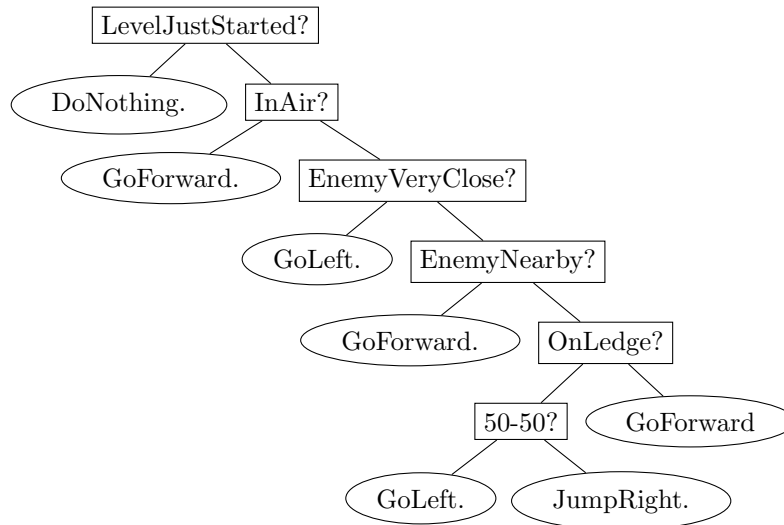 LevelJustStarted?
DoNothing.
InAir?
GoForward.
EnemyVeryClose?
GoLeft.
EnemyNearby?
GoForward.
OnLedge?
50-50?
GoForward
GoLeft.
JumpRight.